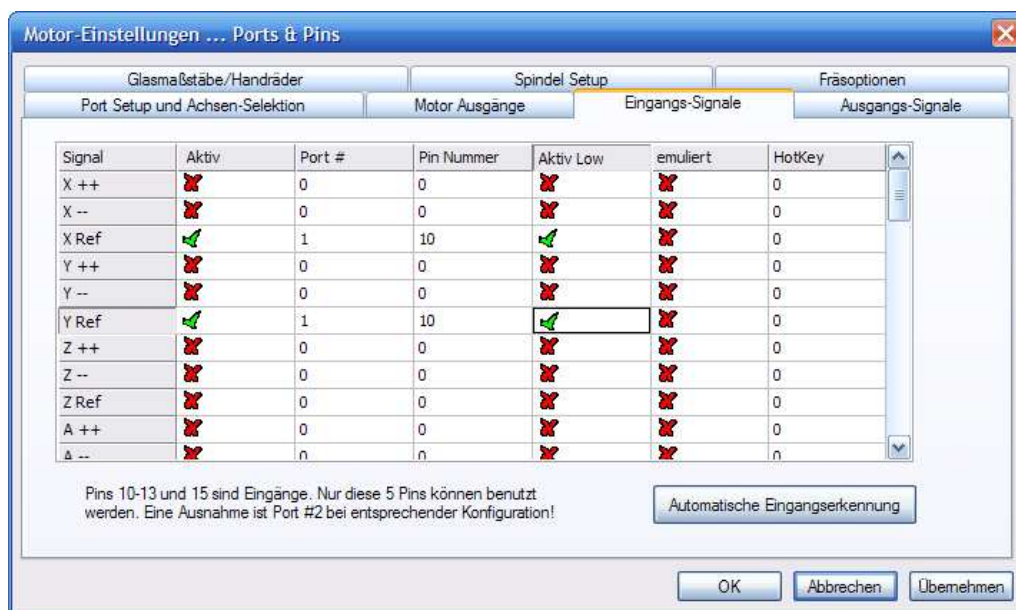 Motor-Einstellungen ... Ports & Pins
Glasmaßstäbe/Handräder Spindel Setup Fräsoptionen
Port Setup und Achsen-Selektion Motor Ausgänge Eingangs-Signale Ausgangs-Signale
Signal Aktiv Port # Pin Nummer Aktiv Low emuliert HotKey
X ++ 0 0 0
X -- 0 0 0
X Ref 1 10 0
Y ++ 0 0 0
Y -- 0 0 0
Y Ref 1 10 0
Z ++ 0 0 0
Z -- 0 0 0
Z Ref 0 0 0
A ++ 0 0 0
A -- 0 0 0
Pins 10-13 und 15 sind Eingänge. Nur diese 5 Pins können benutzt
werden. Eine Ausnahme ist Port #2 bei entsprechender Konfiguration!
Automatische Eingangserkennung
OK Abbrechen Übernehmen